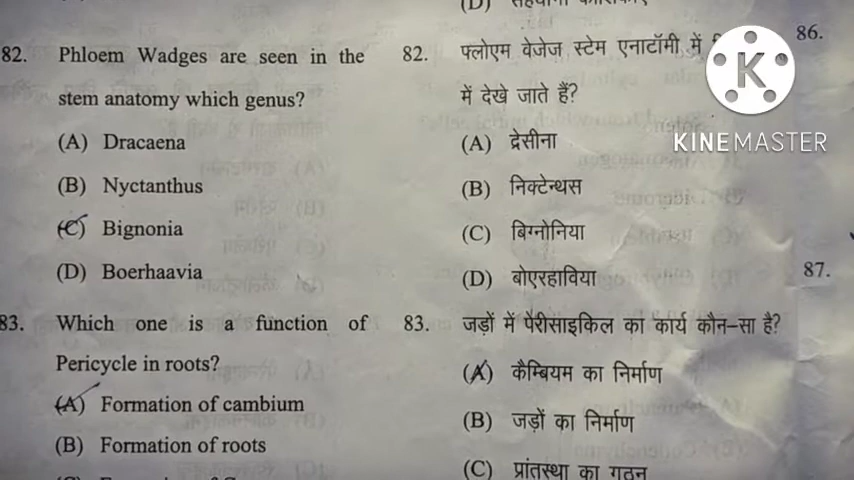 82. Phloem Wadges are seen in the
stem anatomy which genus?
(A) Dracaena
(B) Nyctanthus
(C) Bignonia
(D) Boerhaavia
83. Which one is a function of
Pericycle in roots?
(A) Formation of cambium
(B) Formation of roots
(D)
82. फ्लोएम वेजेज स्टेम एनाटॉमी में
में देखे जाते हैं?
(A) द्रेसीना
(B) निक्टेन्थस
(C) बिग्नोनिया
(D) बोएरहाविया
83. जड़ों में पेरीसाइकिल का कार्य कौन-सा है?
(A) कैम्बियम का निर्माण
(B) जड़ों का निर्माण
(C) प्रांतस्था का गठन
86.
87.
K
KINEMASTER